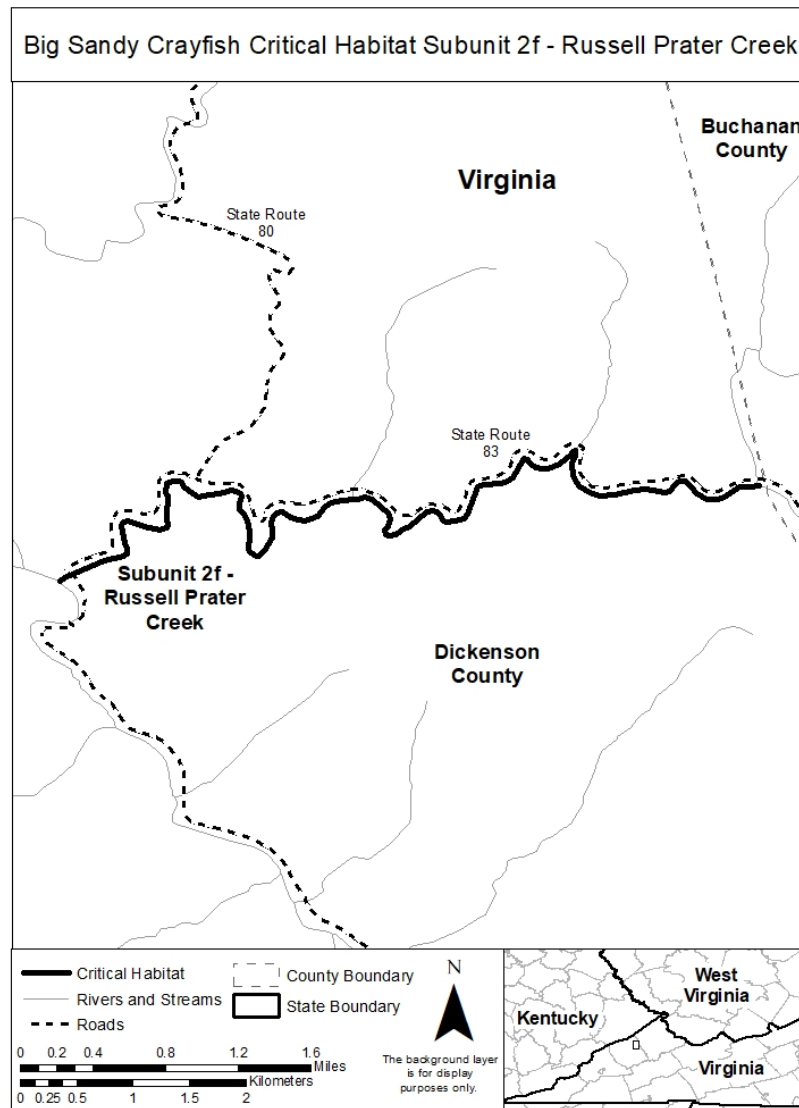 Big Sandy Crayfish Critical Habitat Subunit 2f - Russell Prater Creek
Buchanan
County
Virginia
State Route
80
State Route
83
Subunit 2f -
Russell Prater
Creek
Dickenson
County
Critical Habitat
Rivers and Streams
Roads
County Boundary
State Boundary
N
The background layer
is for display
purposes only.
0 0.2 0.4 0.8 1.2 1.6
Miles
Kilometers
0 0.25 0.5 1 1.5 2
West
Virginia
Kentucky
Virginia